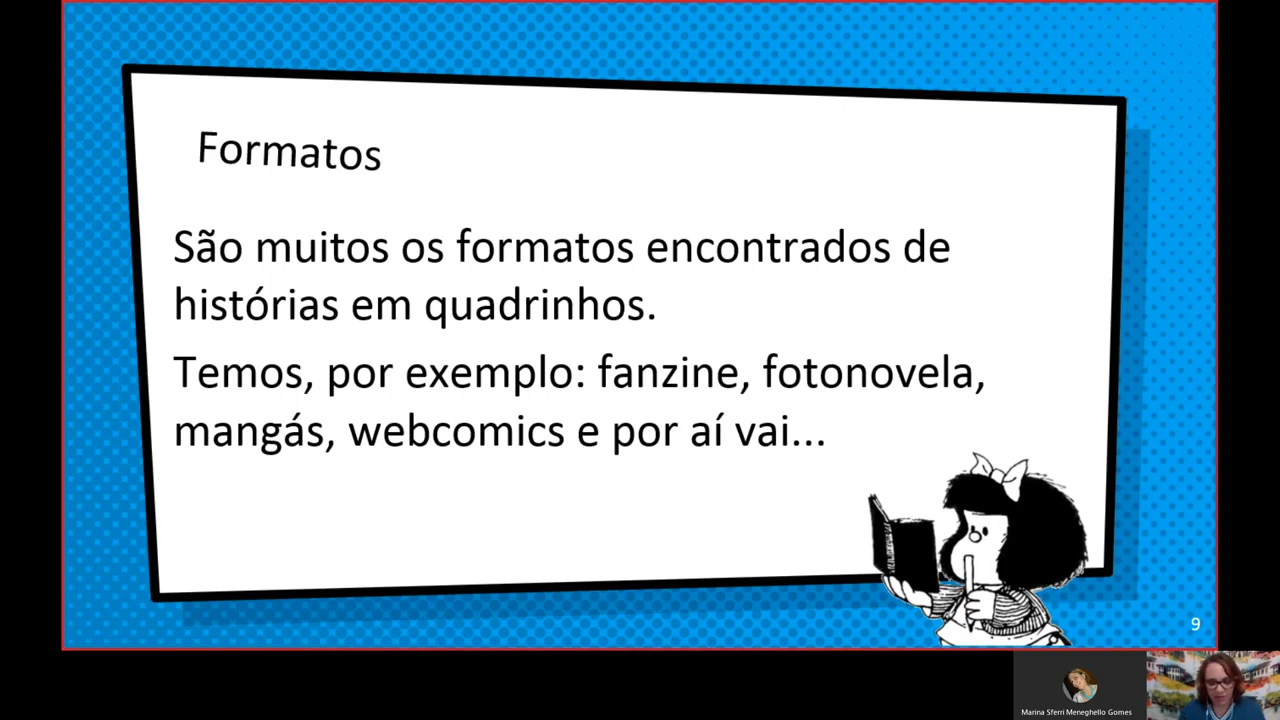 Formatos
São muitos os formatos encontrados de
histórias em quadrinhos.
Temos, por exemplo: fanzine, fotonovela,
mangás, webcomics e por aí vai...
9
Marina Sferri Meneghello Gomes